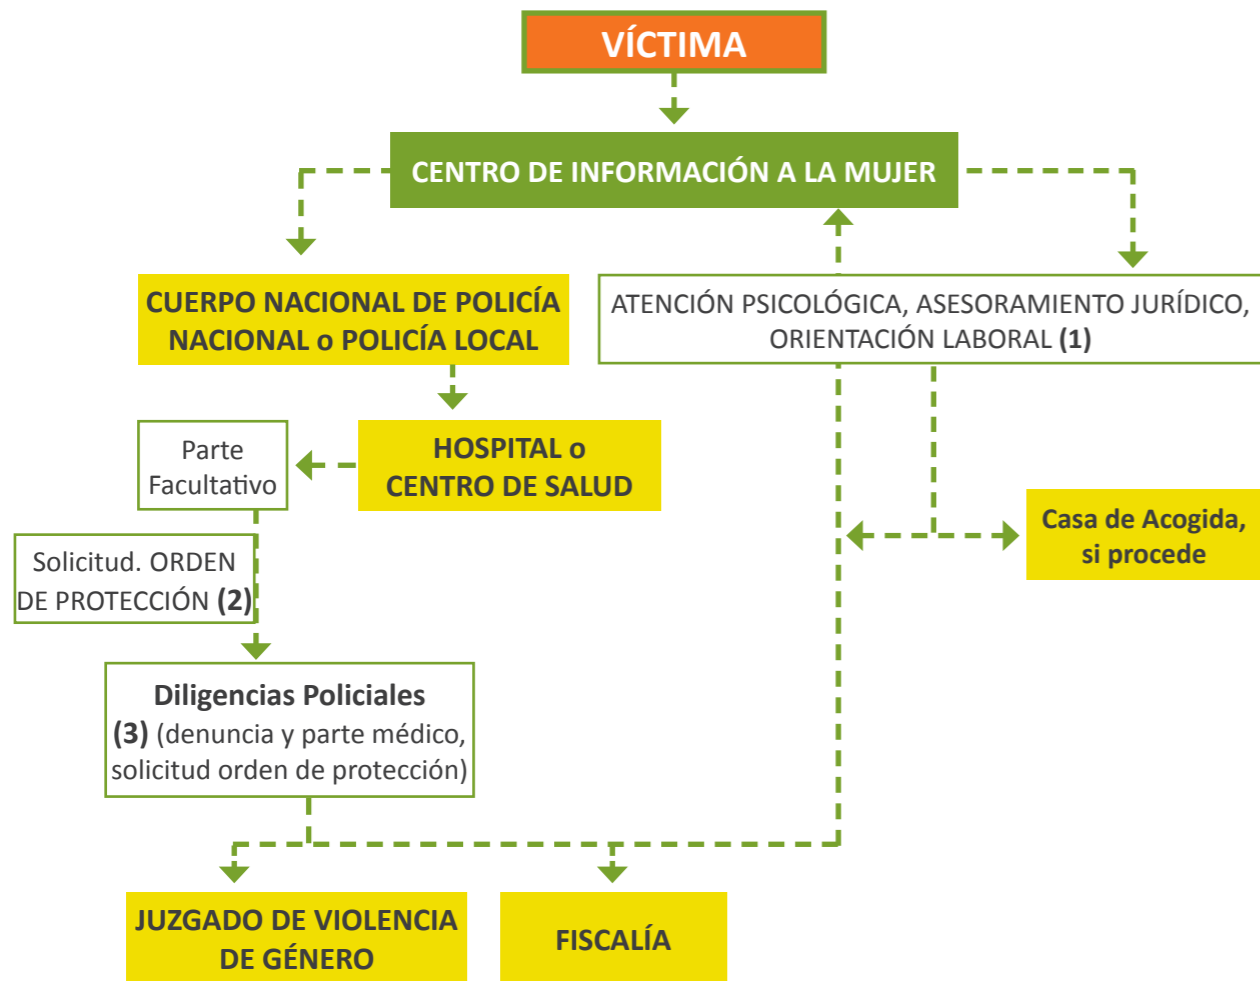 VÍCTIMA
CENTRO DE INFORMACIÓN A LA MUJER
CUERPO NACIONAL DE POLICÍA
NACIONAL o POLICÍA LOCAL
ATENCIÓN PSICOLÓGICA, ASESORAMIENTO JURÍDICO,
ORIENTACIÓN LABORAL (1)
Parte
Facultativo
HOSPITAL o
CENTRO DE SALUD
Casa de Acogida,
si procede
Solicitud. ORDEN
DE PROTECCIÓN (2)
Diligencias Policiales
(3) (denuncia y parte médico,
solicitud orden de protección)
JUZGADO DE VIOLENCIA
DE GÉNERO
FISCALÍA